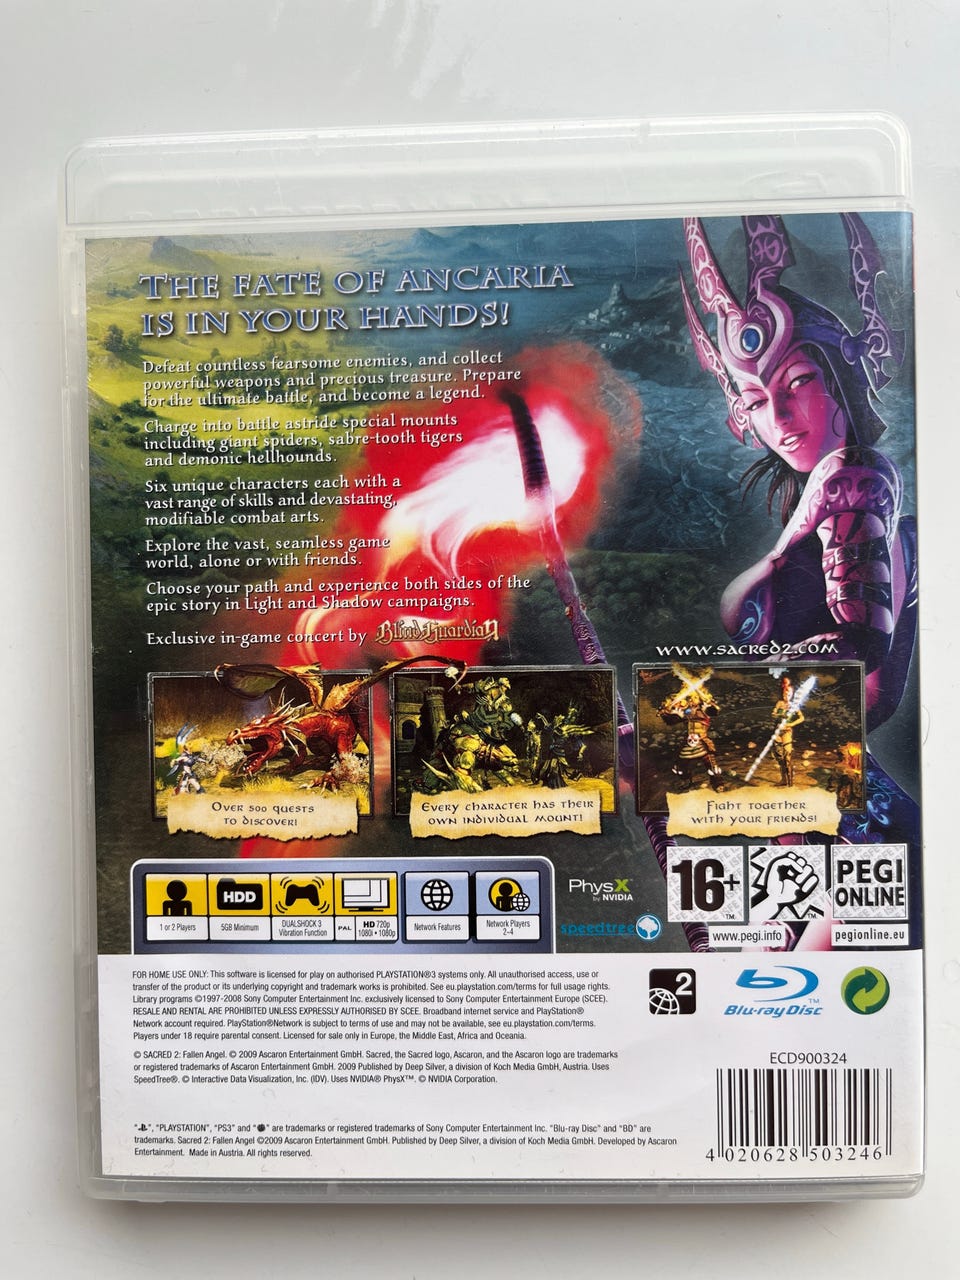 THE FATE OF ANCARIA
IS IN YOUR HANDS!
Defeat countless fearsome enemies, and collect
powerful weapons and precious treasure. Prepare
for the ultimate battle, and become a legend.
Charge into battle astride special mounts
including giant spiders, sabre-tooth tigers
and demonic hellhounds.
Six unique characters each with a
vast range of skills and devastating,
modifiable combat arts.
Explore the vast, seamless game
world, alone or with friends.
Choose your path and experience both sides of the
epic story in Light and Shadow campaigns.
Exclusive in-game concert by Blind Guardian
www.sacred2.com
Over 500 quests
to discover!
Every character has their
own individual mount!
Fight together
with your friends!
1 or 2 Players
HDD
5GB Minimum
DUALSHOCK 3
Vibration Function
PAL
HD 720p
1080i • 1080p
Network Features
Network Players
2-4
PhysX
by NVIDIA
speedtree
16+
TM
TM
www.pegi.info
PEGI
ONLINE
pegionline.eu
FOR HOME USE ONLY: This software is licensed for play on authorised PLAYSTATION®3 systems only. All unauthorised access, use or
transfer of the product or its underlying copyright and trademark works is prohibited. See eu.playstation.com/terms for full usage rights.
Library programs ©1997-2008 Sony Computer Entertainment Inc. exclusively licensed to Sony Computer Entertainment Europe (SCEE).
RESALE AND RENTAL ARE PROHIBITED UNLESS EXPRESSLY AUTHORISED BY SCEE. Broadband internet service and PlayStation®
Network account required. PlayStation®Network is subject to terms of use and may not be available, see eu.playstation.com/terms.
Players under 18 require parental consent. Licensed for sale only in Europe, the Middle East, Africa and Oceania.
© SACRED 2: Fallen Angel. © 2009 Ascaron Entertainment GmbH. Sacred, the Sacred logo, Ascaron, and the Ascaron logo are trademarks
or registered trademarks of Ascaron Entertainment GmbH. 2009 Published by Deep Silver, a division of Koch Media GmbH, Austria. Uses
SpeedTree®. © Interactive Data Visualization, Inc. (IDV). Uses NVIDIA® PhysX™. © NVIDIA Corporation.
"", "PLAYSTATION", "PS3" and "" are trademarks or registered trademarks of Sony Computer Entertainment Inc. "Blu-ray Disc" and "BD" are
trademarks. Sacred 2: Fallen Angel ©2009 Ascaron Entertainment GmbH. Published by Deep Silver, a division of Koch Media GmbH. Developed by Ascaron
Entertainment. Made in Austria. All rights reserved.
2
Blu-ray Disc
TM
ECD900324
4 020628 503246